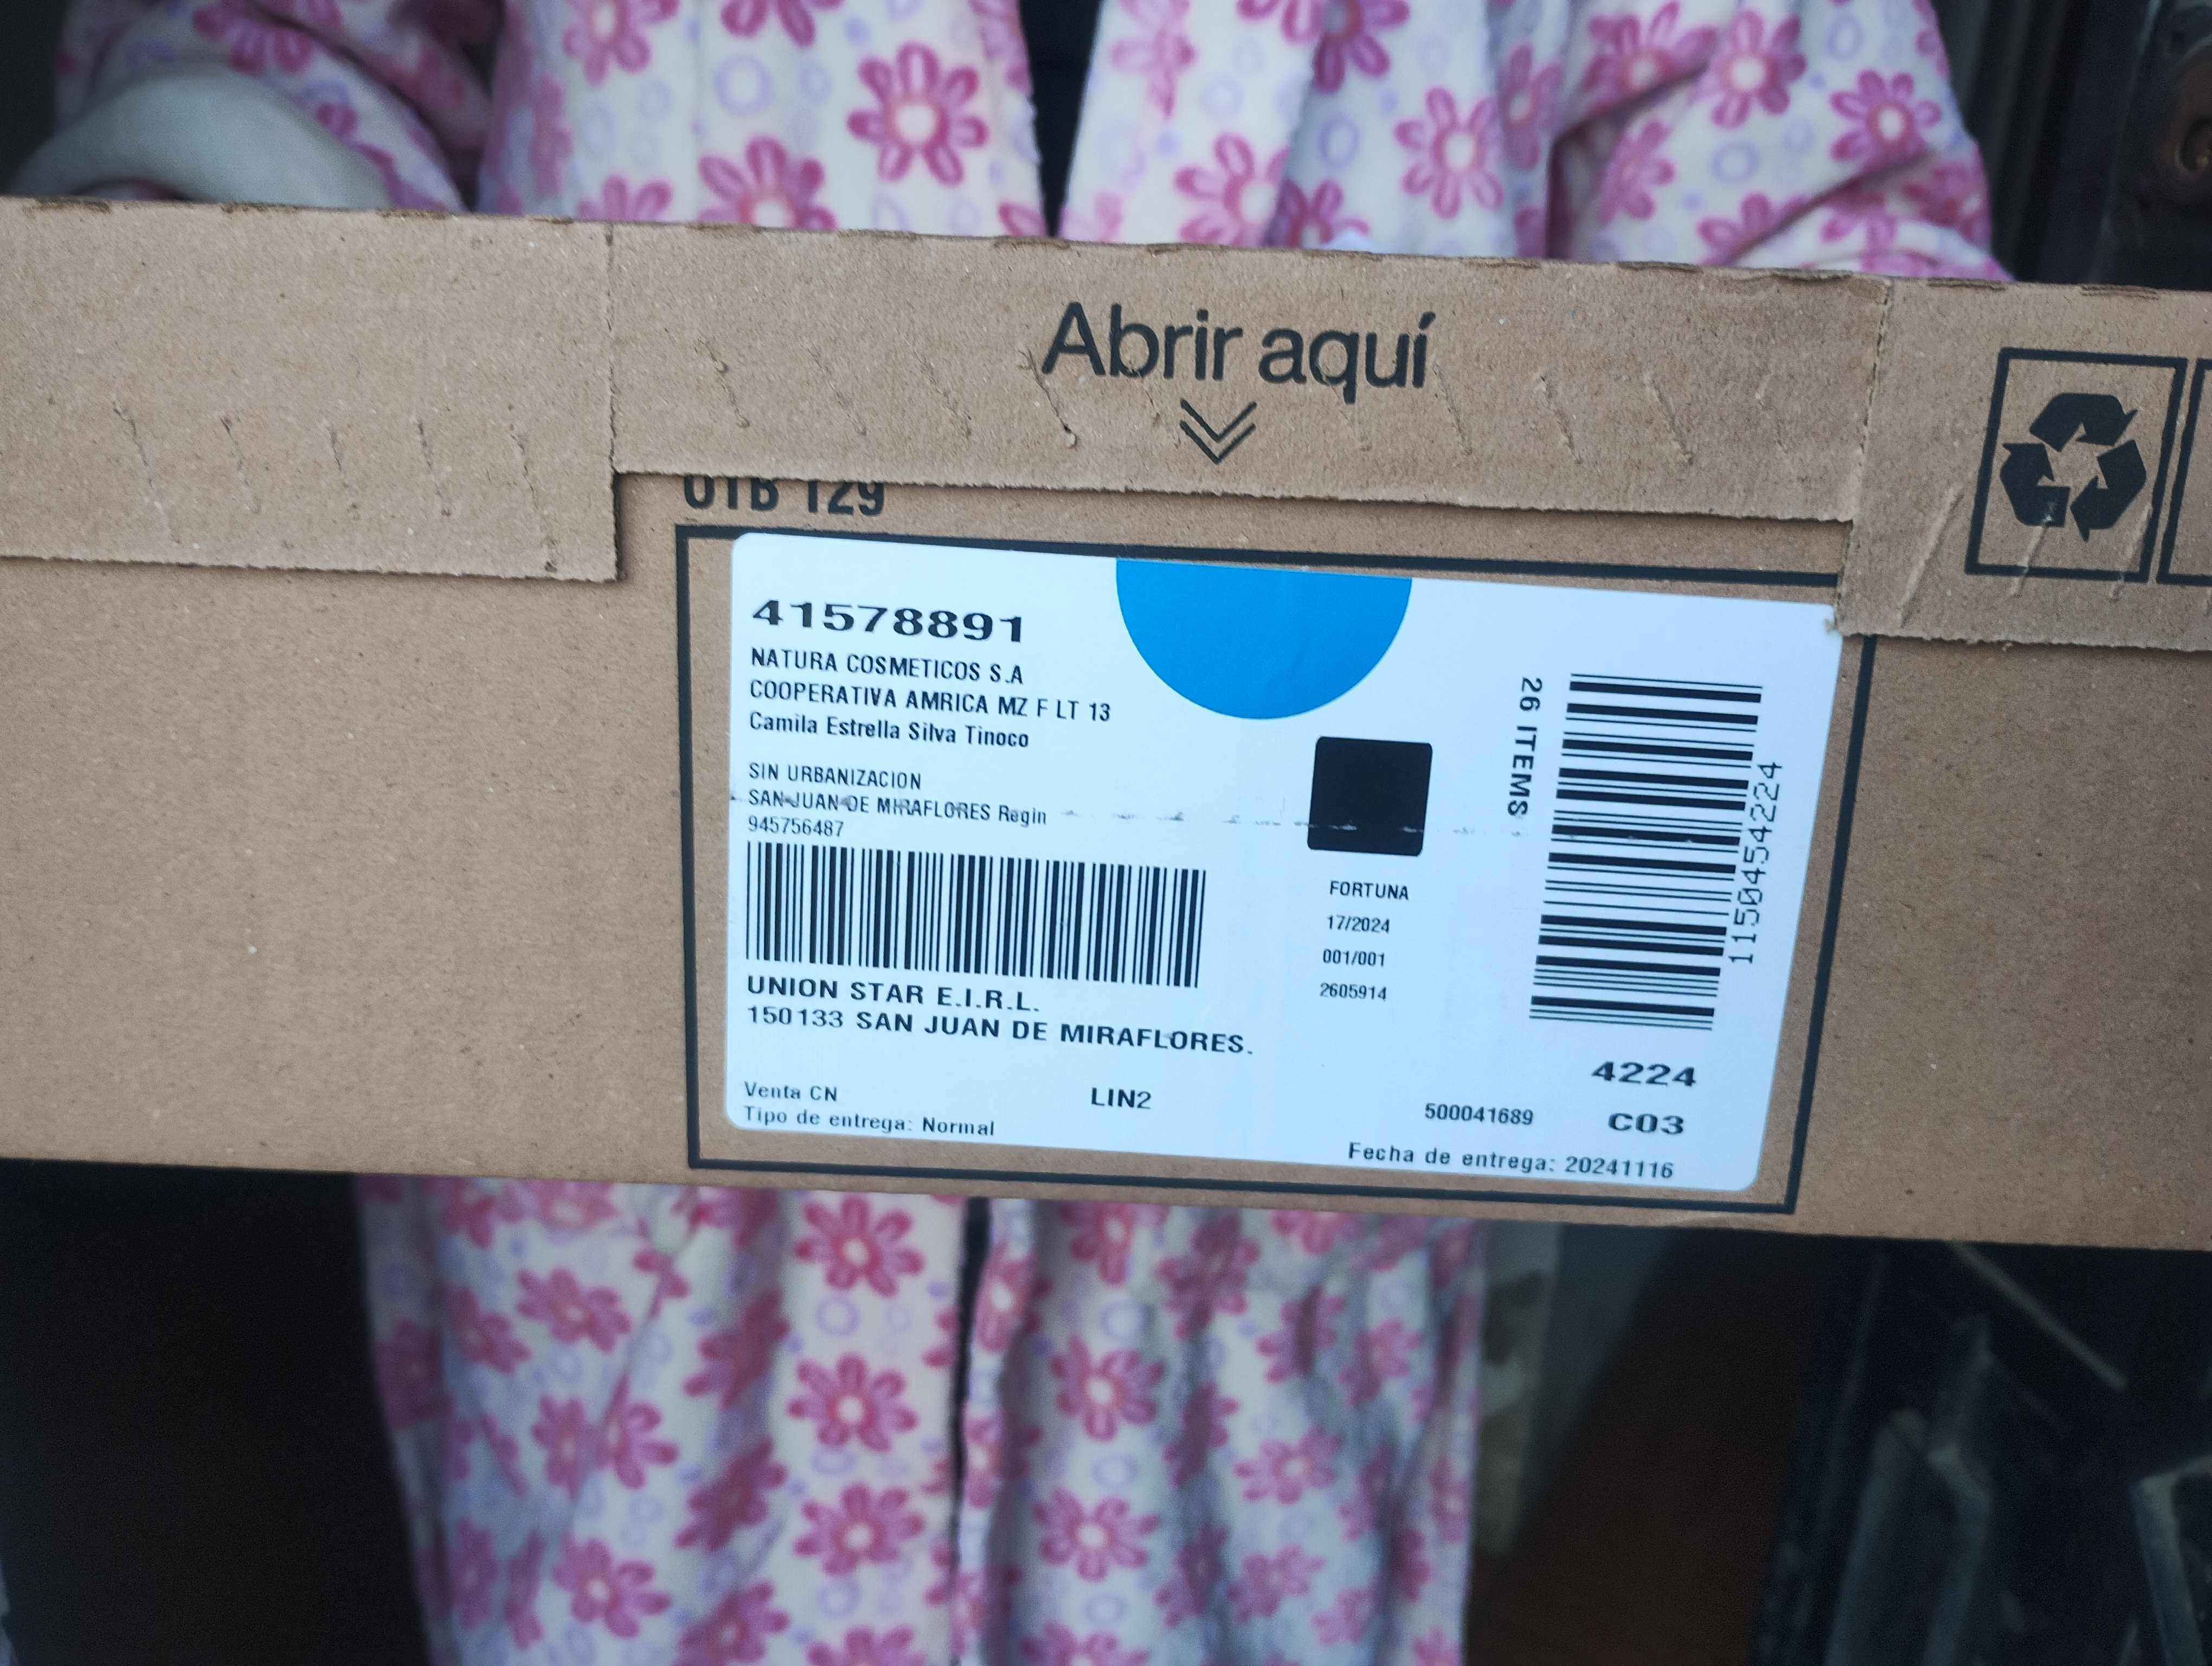 Abrir aquí
UTB 129
41578891
NATURA COSMETICOS S.A
COOPERATIVA AMRICA MZ F LT 13
Camila Estrella Silva Tinoco
SIN URBANIZACION
SAN JUAN DE MIRAFLORES Regin
945756487
UNION STAR E.I.R.L.
150133 SAN JUAN DE MIRAFLORES.
Venta CN
LIN2
Tipo de entrega: Normal
FORTUNA
17/2024
001/001
2605914
26 ITEMS
1150454224
4224
500041689
C03
Fecha de entrega: 20241116